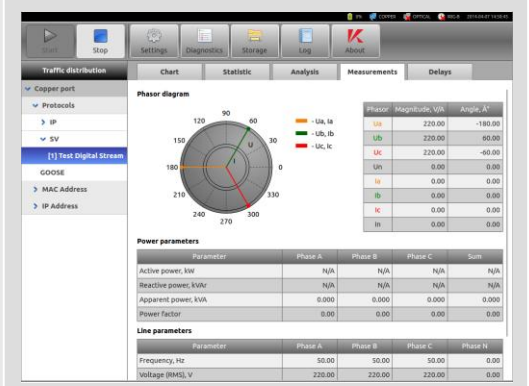 9% COPPER OPTICAL IRIG-B 2014-04-07 14:58:45
Start Stop Settings Diagnostics Storage Log About
Traffic distribution Chart Statistic Analysis Measurements Delays
Copper port
Protocols
IP
SV
[1] Test Digital Stream
GOOSE
MAC Address
IP Address
Phasor diagram
90
120 60
150 30
180 0
210 330
240 300
270
U
I
- Ua, Ia
- Ub, Ib
- Uc, Ic
Phasor Magnitude, V/A Angle, Â°
Ua 220.00 -180.00
Ub 220.00 60.00
Uc 220.00 -60.00
Un 0.00 0.00
Ia 0.00 0.00
Ib 0.00 0.00
Ic 0.00 0.00
In 0.00 0.00
Power parameters
Parameter Phase A Phase B Phase C Sum
Active power, kW N/A N/A N/A N/A
Reactive power, kVAr N/A N/A N/A N/A
Apparent power, kVA 0.000 0.000 0.000 0.000
Power factor 0.00 0.00 0.00 0.00
Line parameters
Parameter Phase A Phase B Phase C Phase N
Frequency, Hz 50.00 50.00 50.00 0.00
Voltage (RMS), V 220.00 220.00 220.00 0.00